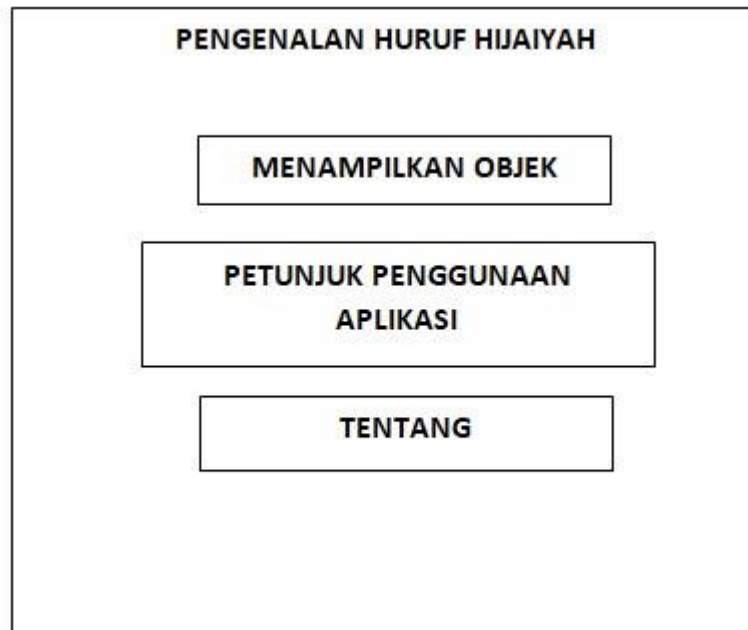 PENGENALAN HURUF HIJAIYAH
MENAMPILKAN OBJEK
PETUNJUK PENGGUNAAN
APLIKASI
TENTANG